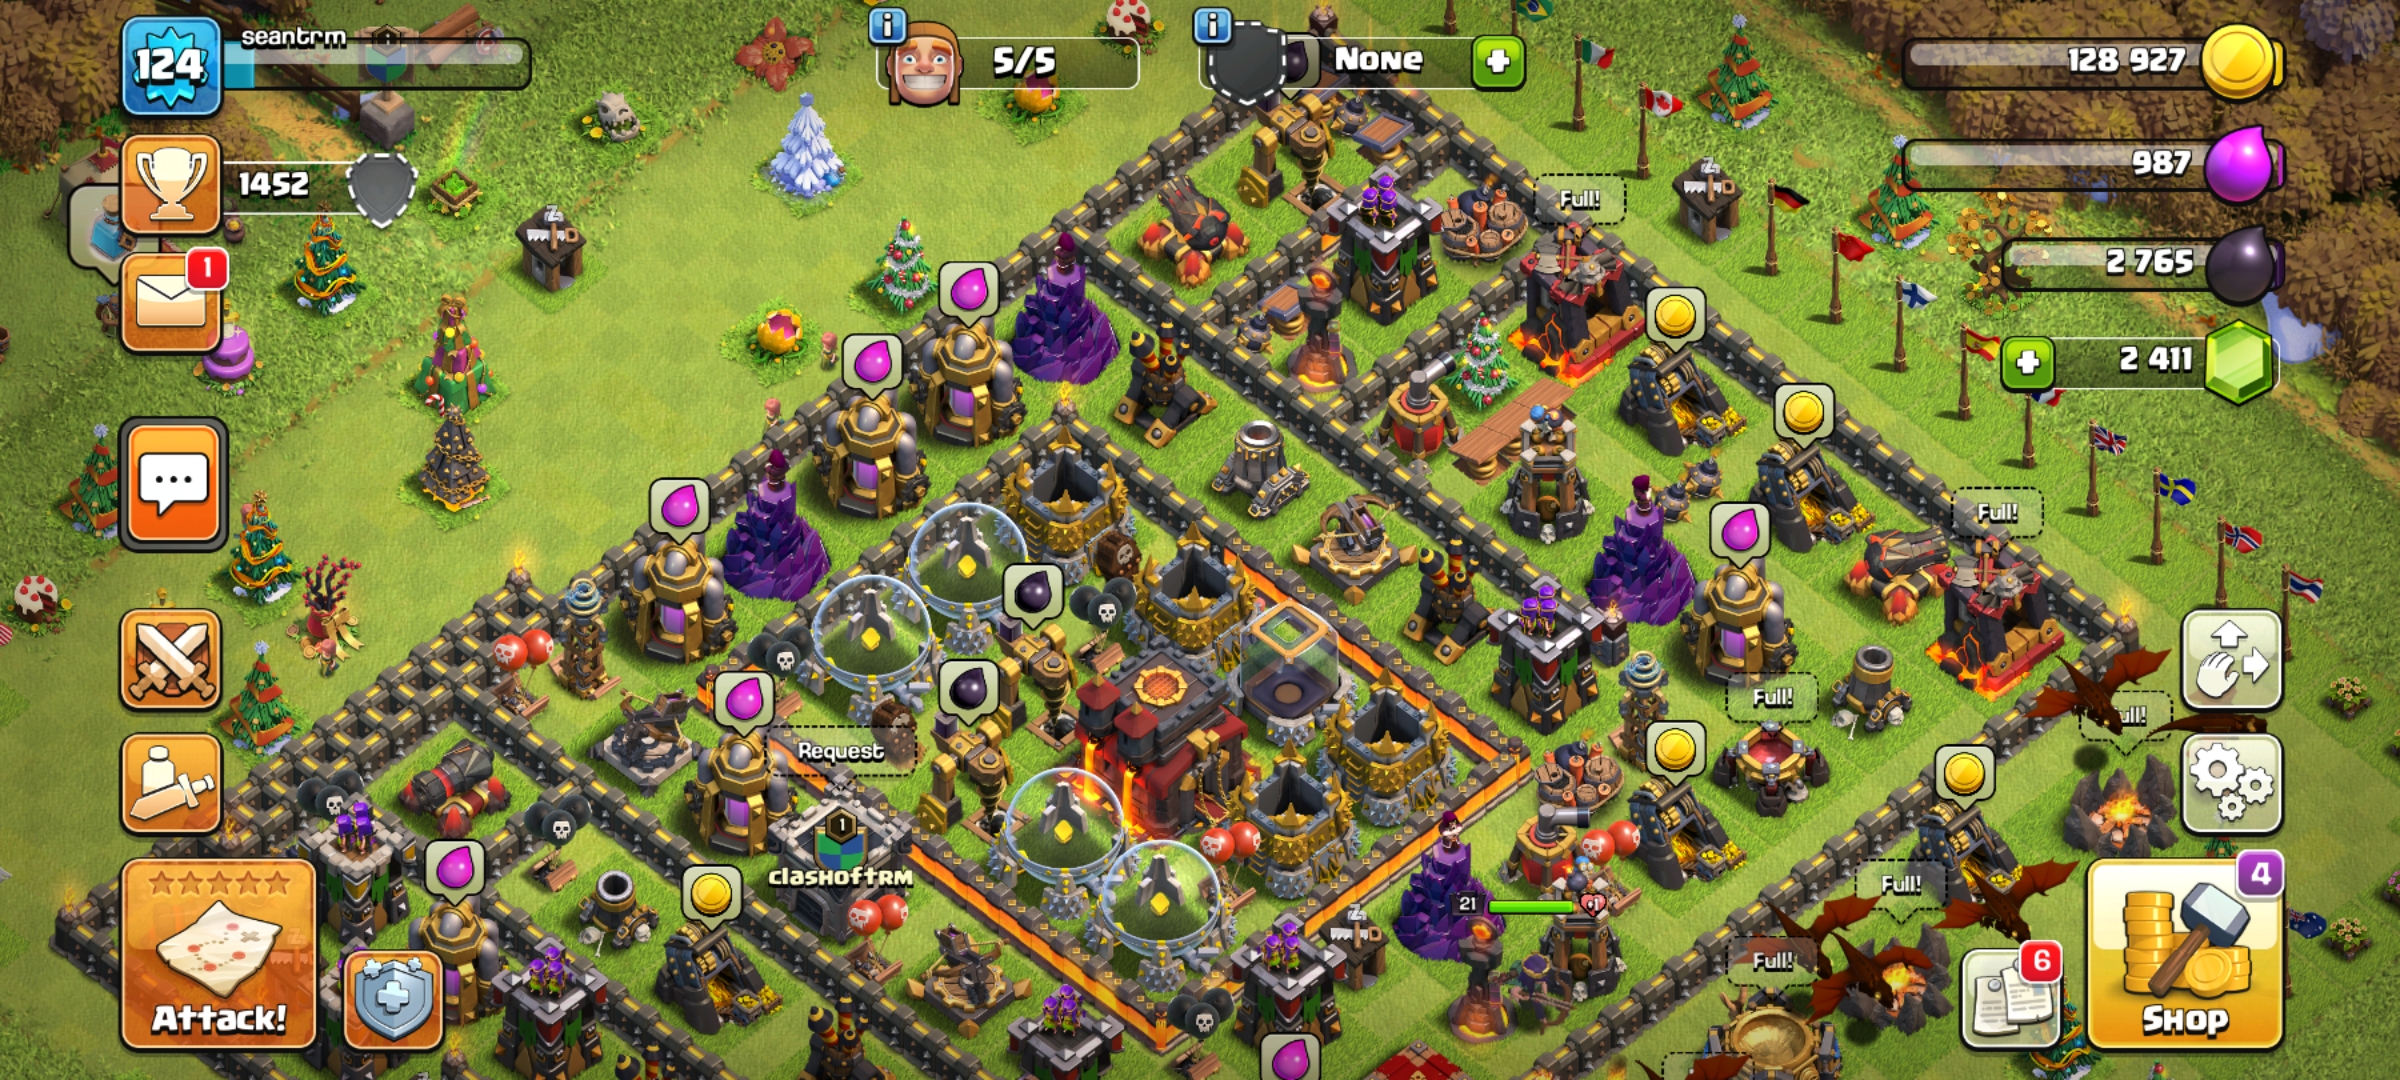 124
seantrm
5/5
None
128 927
1452
987
Full!
2 765
1
2 411
Full!
Full!
Request
1
clashofTRM
21
Full!
4
Full!
6
Attack!
Shop